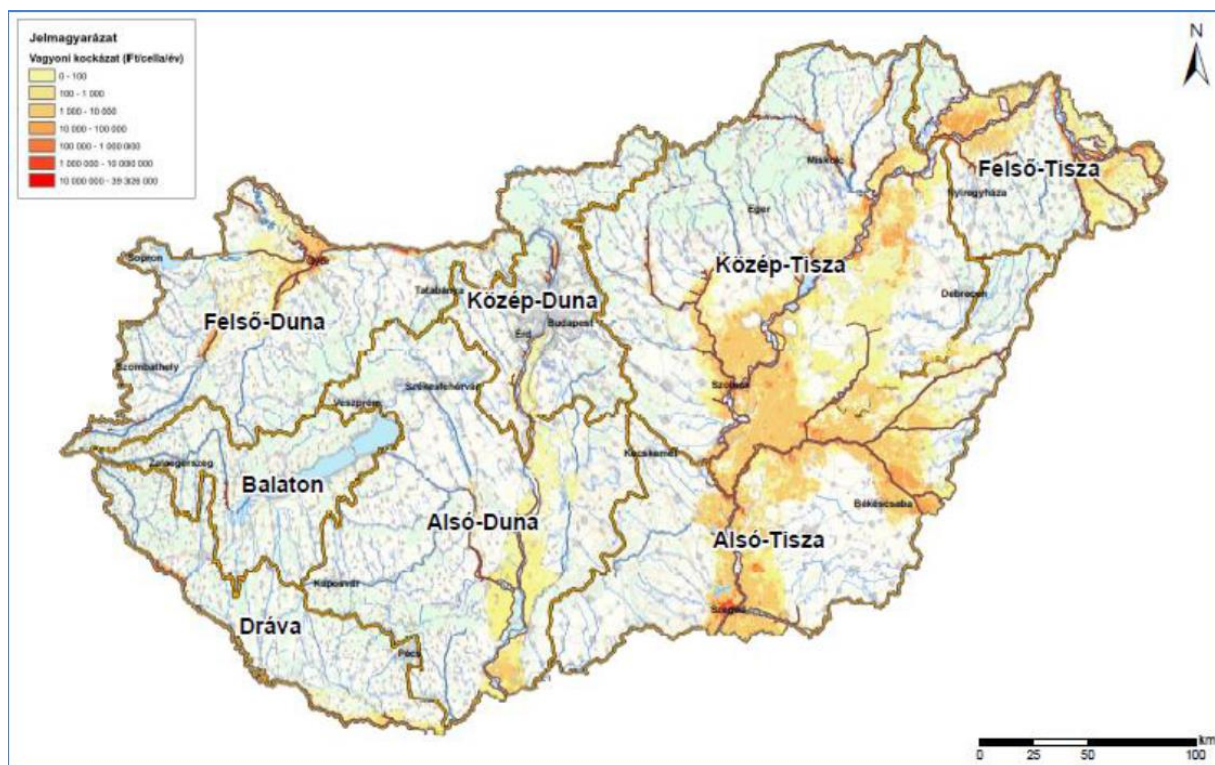 Jelmagyarázat
Vagyoni kockázat (Ft/cella/év)
0 - 100
100 - 1 000
1 000 - 10 000
10 000 - 100 000
100 000 - 1 000 000
1 000 000 - 10 000 000
N
Miskolc
Felső-Tisza
Nyíregyháza
Eger
Sopron
Győr
Közép-Tisza
Tatabánya
Közép-Duna
Debrecen
Felső-Duna
Budapest
Érd
Szombathely
Szolnok
Székesfehérvár
Veszprém
Kecskemét
Zalaegerszeg
Balaton
Békéscsaba
Alsó-Duna
Alsó-Tisza
Kaposvár
Szeged
Dráva
Pécs
km
0 25 50 100